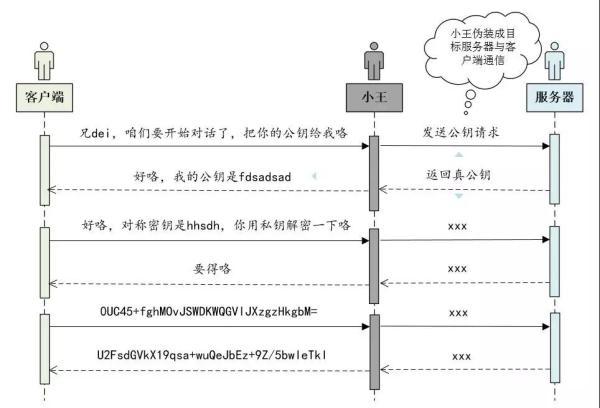 小王伪装成目
标服务器与客
户端通信
客户端
小王
服务器
兄dei，咱们要开始对话了，把你的公钥给我咯
发送公钥请求
好咯，我的公钥是fdsadsad
返回真公钥
好咯，对称密钥是hhsdh，你用私钥解密一下咯
xxx
要得咯
xxx
OUC45+fghMOvJSWDKWQGVlJXzgzHkgbM=
xxx
U2FsdGVkX19qsa+wuQeJbEz+9Z/5bwleTkI
xxx